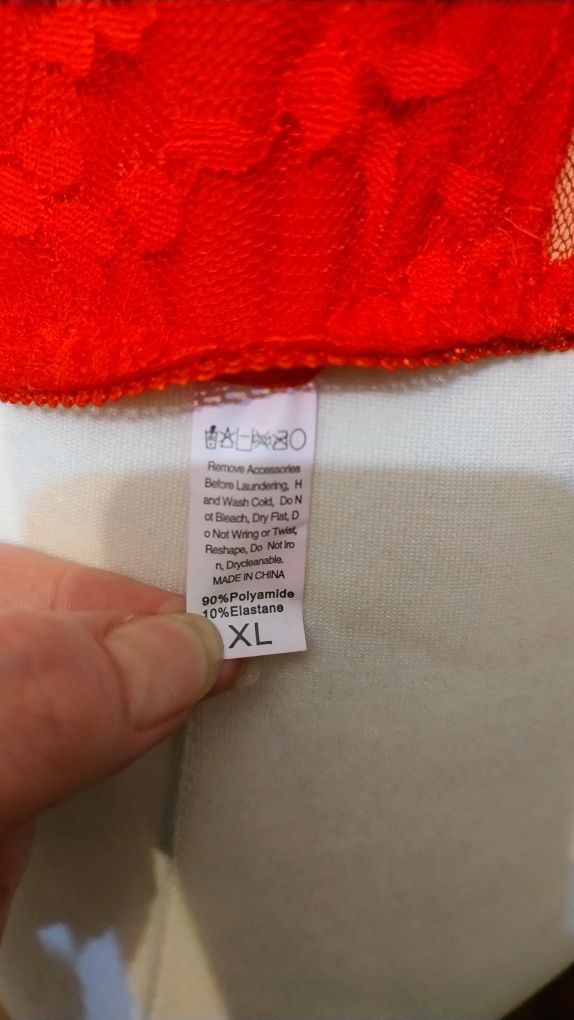 Remove Accessories
Before Laundering, H
and Wash Cold, Do N
ot Bleach, Dry Flat, D
o Not Wring or Twist,
Reshape, Do Not Iro
n, Drycleanable.
MADE IN CHINA
90%Polyamide
10%Elastane
XL